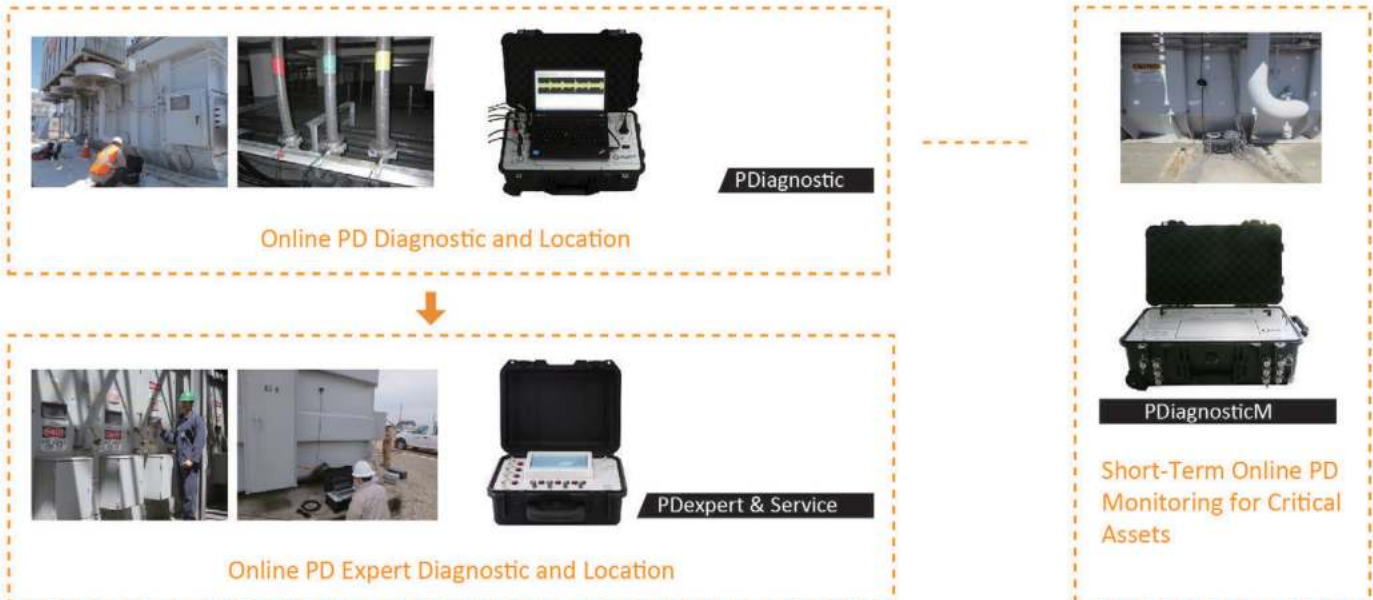 PDiagnostic
Online PD Diagnostic and Location
PDexpert & Service
Online PD Expert Diagnostic and Location
PDiagnosticM
Short-Term Online PD
Monitoring for Critical
Assets